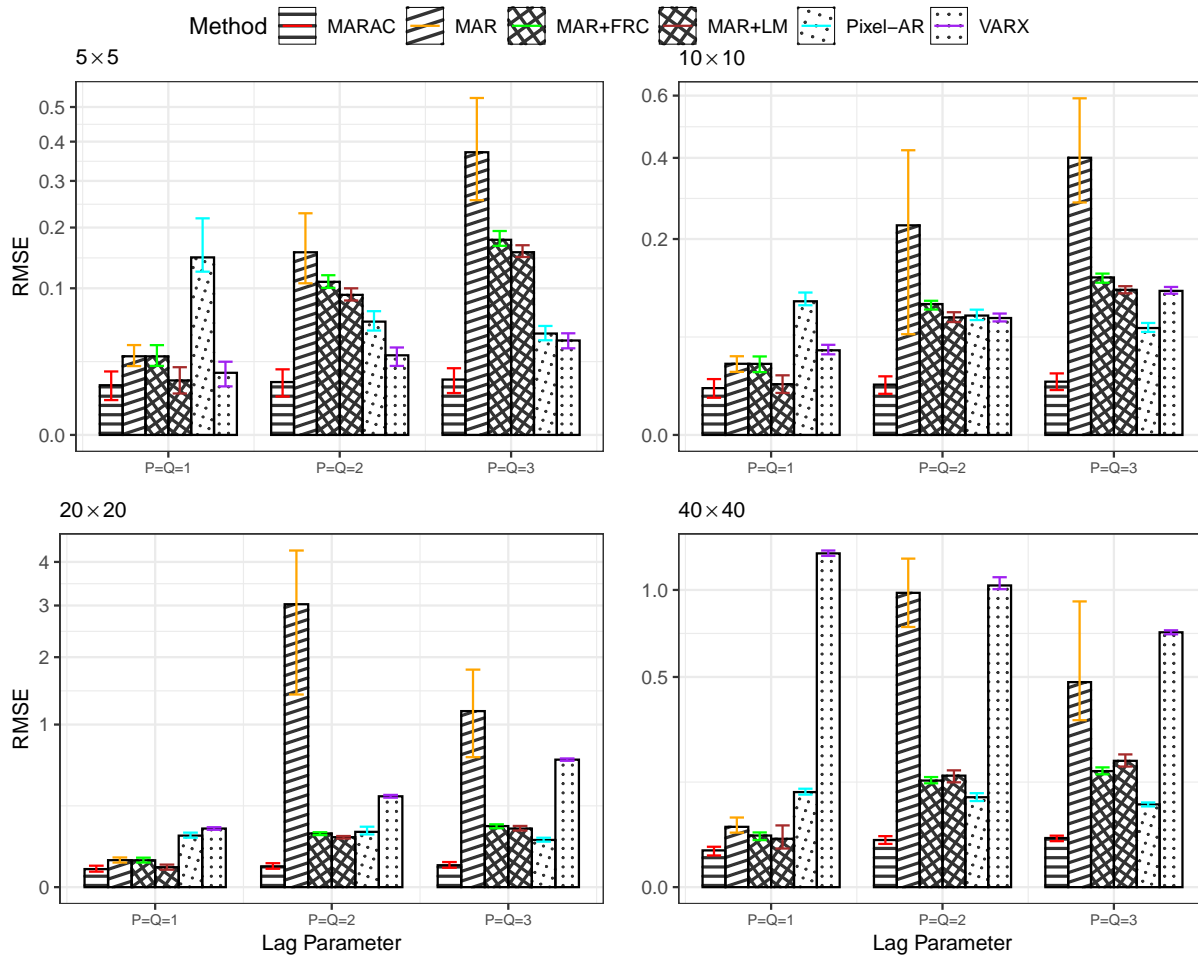 Method MARAC MAR MAR+FRC MAR+LM Pixel−AR VARX
5×5
10×10
RMSE
0.5
0.4
0.3
0.2
0.1
0.0
P=Q=1 P=Q=2 P=Q=3
0.6
0.4
0.2
0.0
P=Q=1 P=Q=2 P=Q=3
20×20
40×40
RMSE
4
3
2
1
0
P=Q=1 P=Q=2 P=Q=3
Lag Parameter
1.0
0.5
0.0
P=Q=1 P=Q=2 P=Q=3
Lag Parameter